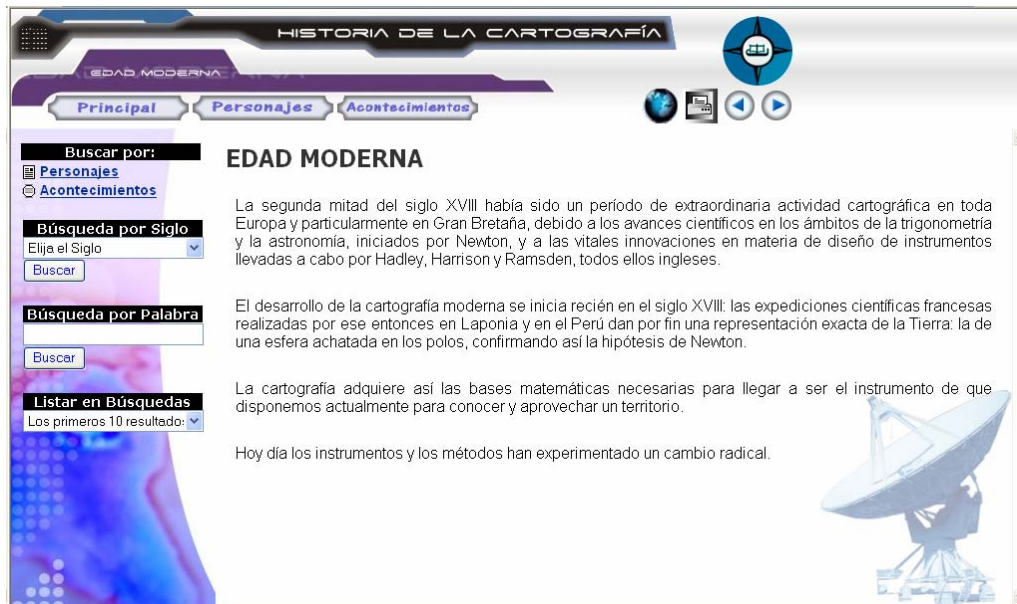 HISTORIA DE LA CARTOGRAFÍA
EDAD MODERNA
Principal
Personajes
Acontecimientos
Buscar por:
Personajes
Acontecimientos
Búsqueda por Siglo
Elija el Siglo
Buscar
Búsqueda por Palabra
Buscar
Listar en Búsquedas
Los primeros 10 resultado:
EDAD MODERNA
La segunda mitad del siglo XVIII había sido un período de extraordinaria actividad cartográfica en toda
Europa y particularmente en Gran Bretaña, debido a los avances científicos en los ámbitos de la trigonometría
y la astronomía, iniciados por Newton, y a las vitales innovaciones en materia de diseño de instrumentos
llevadas a cabo por Hadley, Harrison y Ramsden, todos ellos ingleses.
El desarrollo de la cartografía moderna se inicia recién en el siglo XVIII: las expediciones científicas francesas
realizadas por ese entonces en Laponia y en el Perú dan por fin una representación exacta de la Tierra: la de
una esfera achatada en los polos, confirmando así la hipótesis de Newton.
La cartografía adquiere así las bases matemáticas necesarias para llegar a ser el instrumento de que
disponemos actualmente para conocer y aprovechar un territorio.
Hoy día los instrumentos y los métodos han experimentado un cambio radical.